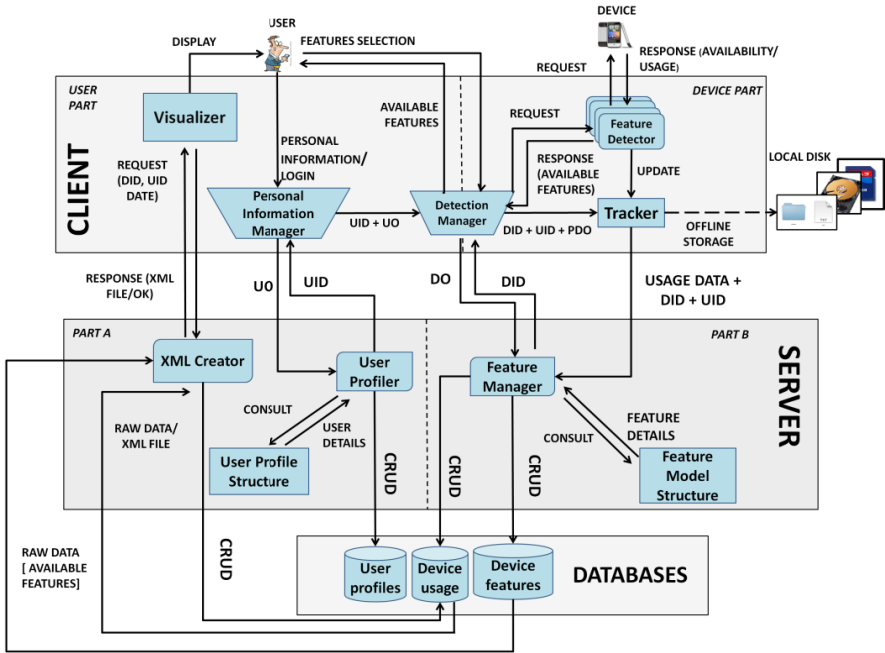 USER
DEVICE
DISPLAY
FEATURES SELECTION
RESPONSE (AVAILABILITY/
USAGE)
REQUEST
USER
PART
DEVICE PART
CLIENT
Visualizer
AVAILABLE
FEATURES
REQUEST
Feature
Detector
PERSONAL
INFORMATION/
LOGIN
REQUEST
(DID, UID
DATE)
RESPONSE
(AVAILABLE
FEATURES)
UPDATE
LOCAL DISK
Personal
Information
Manager
UID + UO
Detection
Manager
DID + UID + PDO
Tracker
OFFLINE
STORAGE
RESPONSE (XML
FILE/OK)
U0
UID
DO
DID
USAGE DATA +
DID + UID
PART A
PART B
SERVER
XML Creator
User
Profiler
Feature
Manager
RAW DATA/
XML FILE
CONSULT
USER
DETAILS
CONSULT
FEATURE
DETAILS
User Profile
Structure
Feature
Model
Structure
CRUD
CRUD
CRUD
CRUD
RAW DATA
[ AVAILABLE
FEATURES]
User
profiles
Device
usage
Device
features
DATABASES